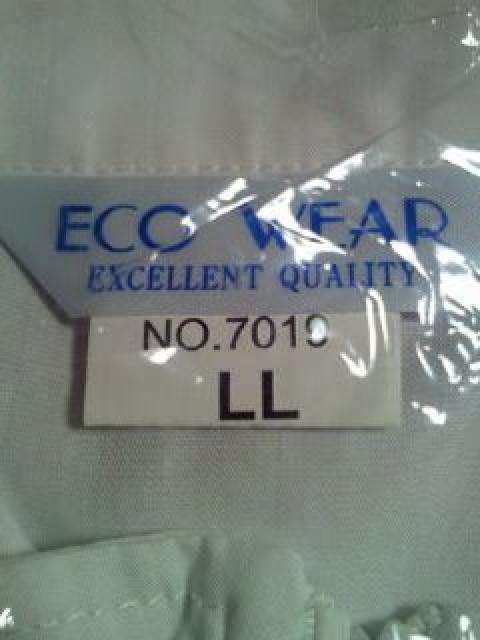 ECO WEAR
EXCELLENT QUALITY
NO.7019
LL